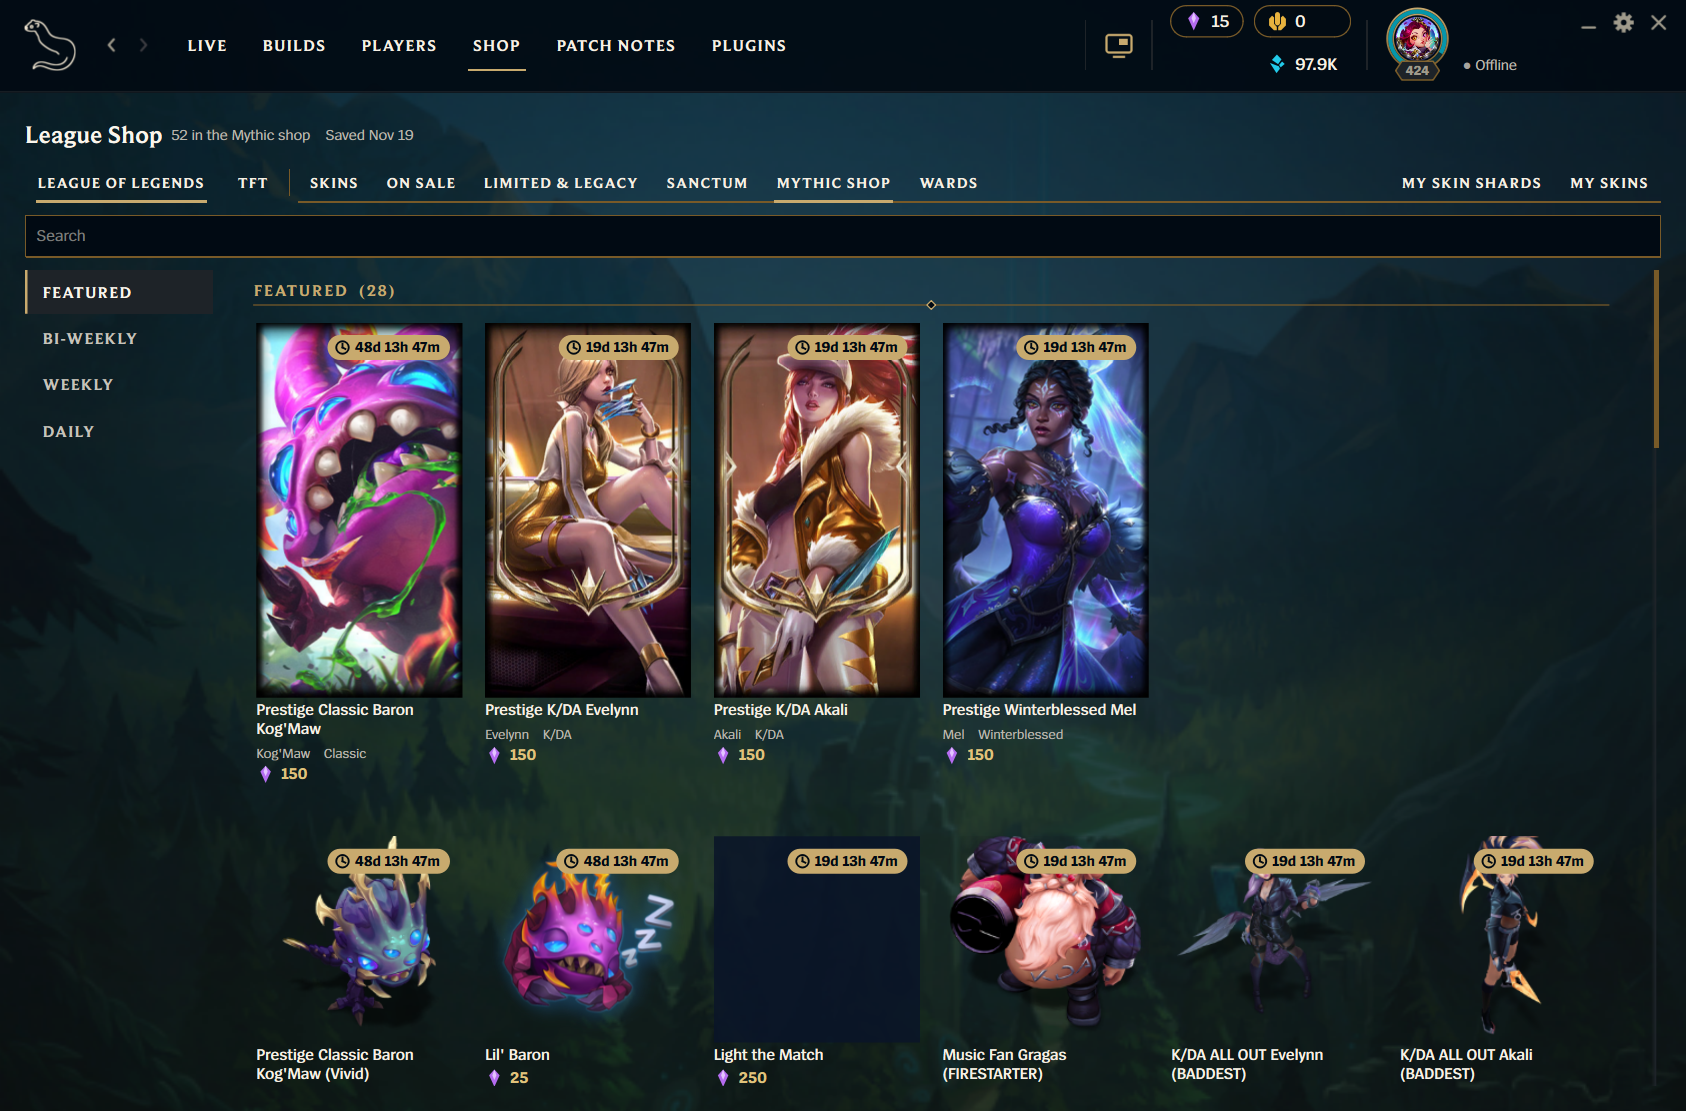 LIVE BUILDS PLAYERS SHOP PATCH NOTES PLUGINS
15 0
97.9K
424
Offline
League Shop 52 in the Mythic shop Saved Nov 19
LEAGUE OF LEGENDS TFT SKINS ON SALE LIMITED & LEGACY SANCTUM MYTHIC SHOP WARDS MY SKIN SHARDS MY SKINS
Search
FEATURED
BI-WEEKLY
WEEKLY
DAILY
FEATURED (28)
48d 13h 47m 19d 13h 47m 19d 13h 47m 19d 13h 47m
Prestige Classic Baron
Kog'Maw
Kog'Maw Classic
150
Prestige K/DA Evelynn
Evelynn K/DA
150
Prestige K/DA Akali
Akali K/DA
150
Prestige Winterblessed Mel
Mel Winterblessed
150
48d 13h 47m 48d 13h 47m 19d 13h 47m 19d 13h 47m 19d 13h 47m 19d 13h 47m
Prestige Classic Baron
Kog'Maw (Vivid)
Lil' Baron
25
Light the Match
250
Music Fan Gragas
(FIRESTARTER)
K/DA ALL OUT Evelynn
(BADDEST)
K/DA ALL OUT Akali
(BADDEST)